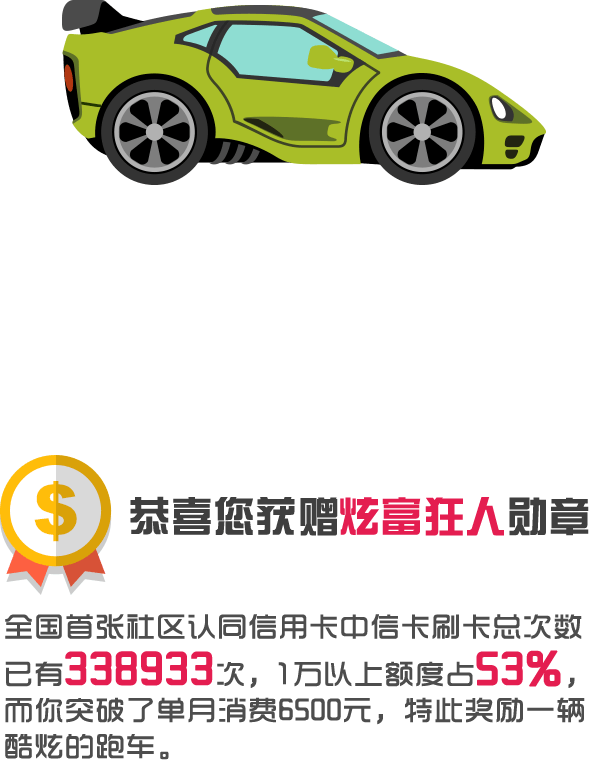 $
恭喜您获赠炫富狂人勋章
全国首张社区认同信用卡中信卡刷卡总次数
已有338933次，1万以上额度占53%，
而你突破了单月消费6500元，特此奖励一辆
酷炫的跑车。